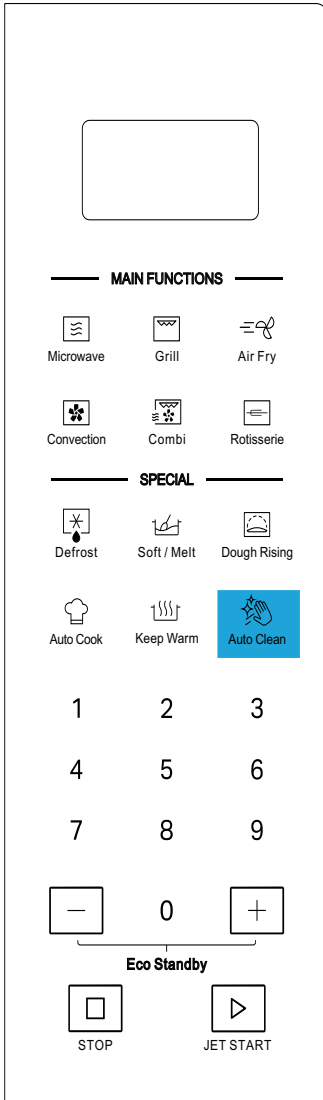 MAIN FUNCTIONS
Microwave Grill Air Fry
Convection Combi Rotisserie
SPECIAL
Defrost Soft / Melt Dough Rising
Auto Cook Keep Warm Auto Clean
1 2 3
4 5 6
7 8 9
− 0 +
Eco Standby
STOP JET START